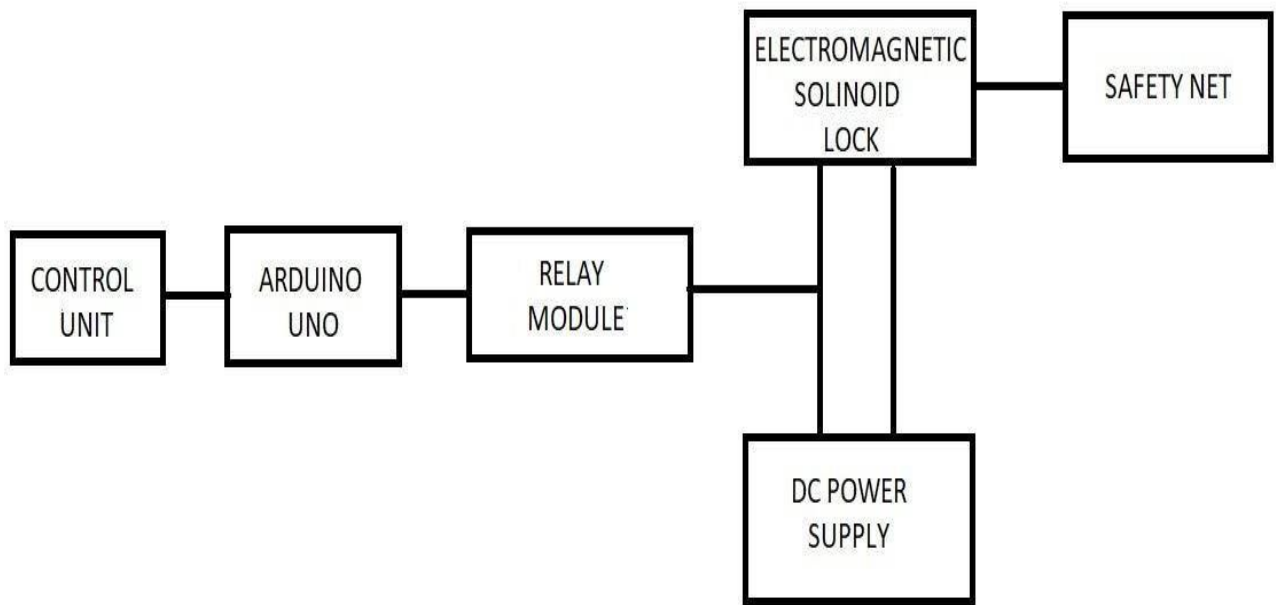 CONTROL
UNIT
ARDUINO
UNO
RELAY
MODULE
ELECTROMAGNETIC
SOLINOID
LOCK
SAFETY NET
DC POWER
SUPPLY